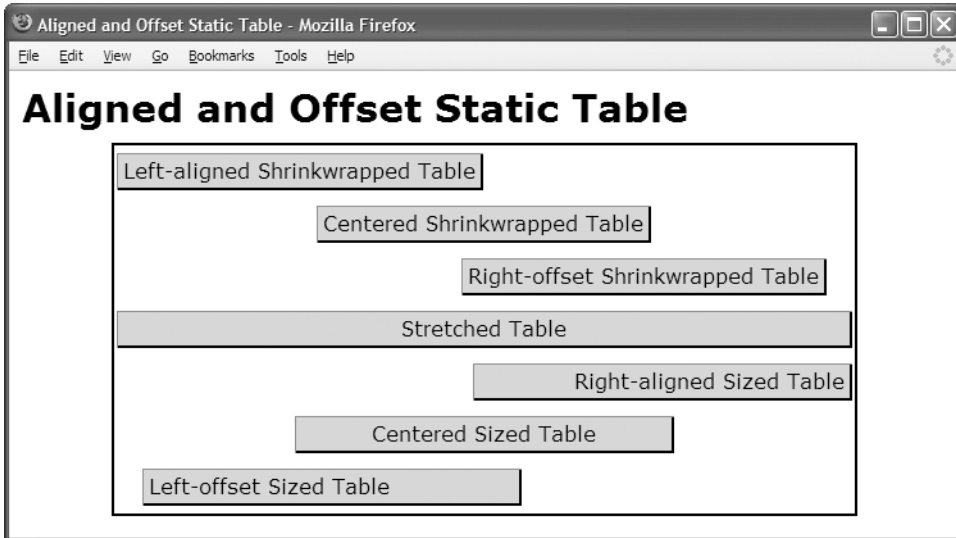 Aligned and Offset Static Table - Mozilla Firefox
File Edit View Go Bookmarks Tools Help
Aligned and Offset Static Table
Left-aligned Shrinkwrapped Table
Centered Shrinkwrapped Table
Right-offset Shrinkwrapped Table
Stretched Table
Right-aligned Sized Table
Centered Sized Table
Left-offset Sized Table